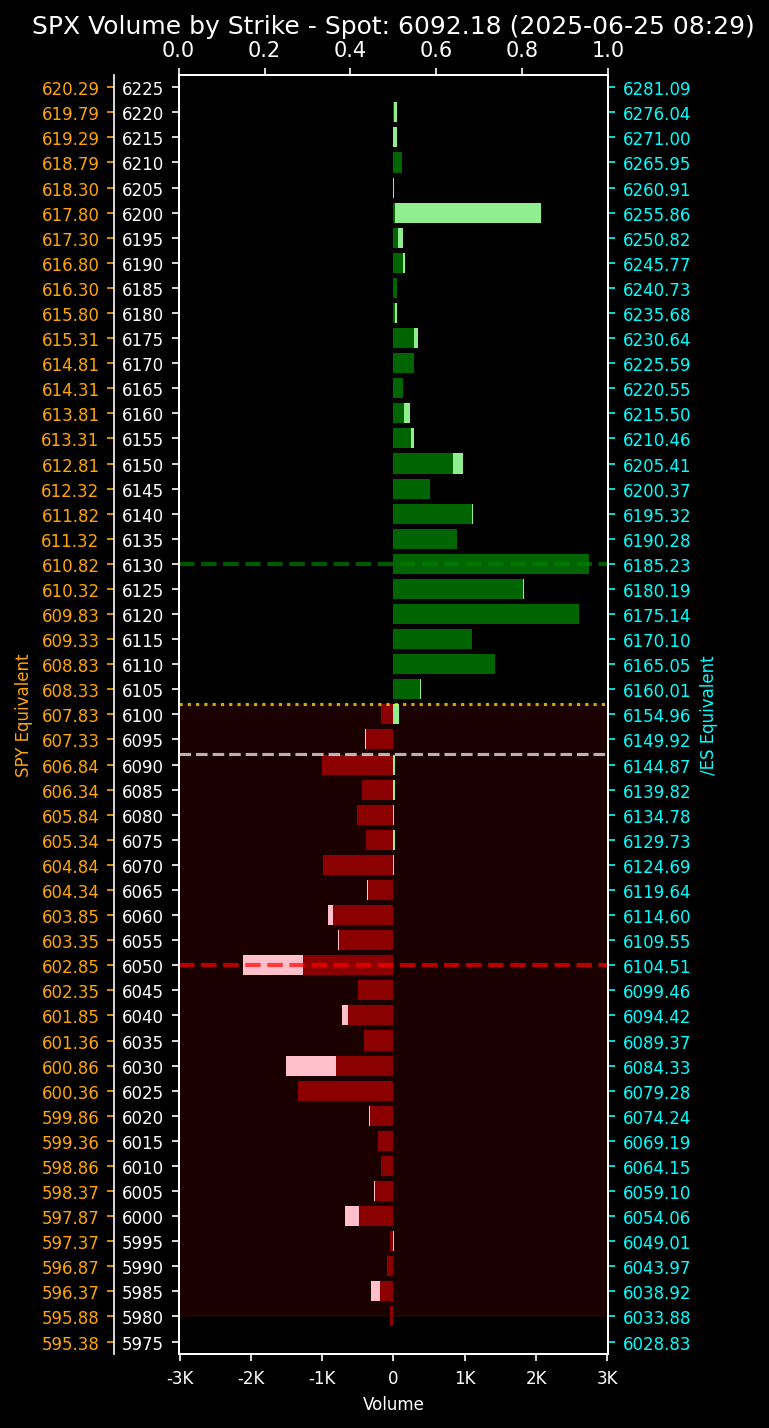 SPX Volume by Strike - Spot: 6092.18 (2025-06-25 08:29)
0.0 0.2 0.4 0.6 0.8 1.0
620.29 6225 6281.09
619.79 6220 6276.04
619.29 6215 6271.00
618.79 6210 6265.95
618.30 6205 6260.91
617.80 6200 6255.86
617.30 6195 6250.82
616.80 6190 6245.77
616.30 6185 6240.73
615.80 6180 6235.68
615.31 6175 6230.64
614.81 6170 6225.59
614.31 6165 6220.55
613.81 6160 6215.50
613.31 6155 6210.46
612.81 6150 6205.41
612.32 6145 6200.37
611.82 6140 6195.32
611.32 6135 6190.28
610.82 6130 6185.23
610.32 6125 6180.19
609.83 6120 6175.14
609.33 6115 6170.10
608.83 6110 6165.05
608.33 6105 6160.01
607.83 6100 6154.96
607.33 6095 6149.92
606.84 6090 6144.87
606.34 6085 6139.82
605.84 6080 6134.78
605.34 6075 6129.73
604.84 6070 6124.69
604.34 6065 6119.64
603.85 6060 6114.60
603.35 6055 6109.55
602.85 6050 6104.51
602.35 6045 6099.46
601.85 6040 6094.42
601.36 6035 6089.37
600.86 6030 6084.33
600.36 6025 6079.28
599.86 6020 6074.24
599.36 6015 6069.19
598.86 6010 6064.15
598.37 6005 6059.10
597.87 6000 6054.06
597.37 5995 6049.01
596.87 5990 6043.97
596.37 5985 6038.92
595.88 5980 6033.88
595.38 5975 6028.83
SPY Equivalent
/ES Equivalent
-3K -2K -1K 0 1K 2K 3K
Volume